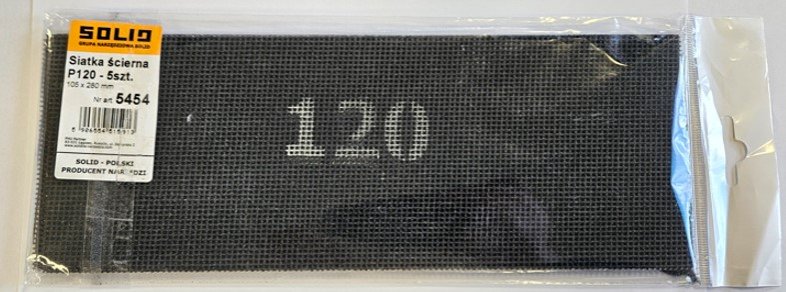 SOLID
GRUPA NARZĘDZIOWA SOLID
Siatka ścierna
P120 - 5szt.
105 x 280 mm
Nr art. 5454
SOLID - POLSKI
PRODUCENT NARZĘDZI
120